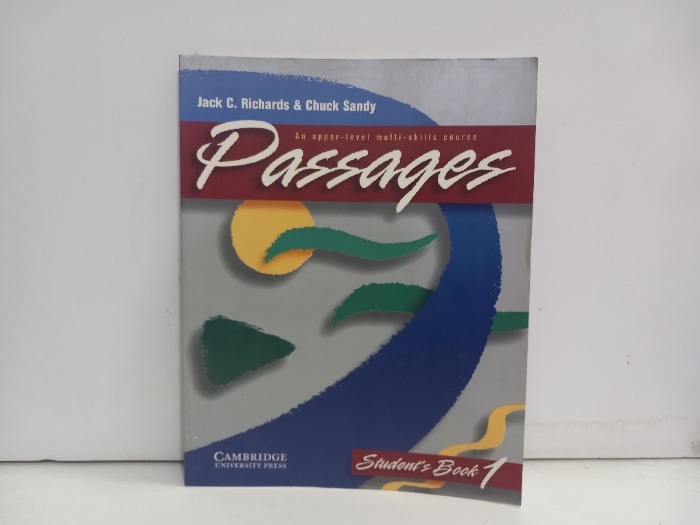 Jack C. Richards & Chuck Sandy
An upper-level multi-skills course
Passages
CAMBRIDGE
UNIVERSITY PRESS
Student's Book 1